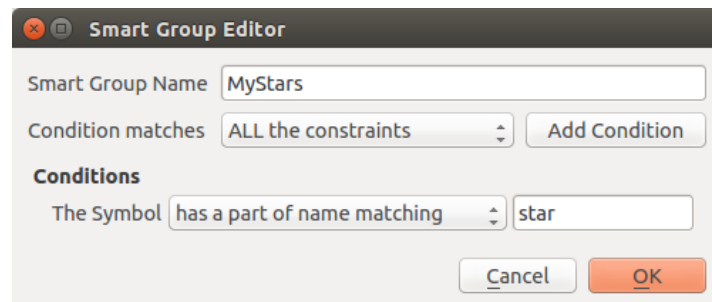 Smart Group Editor
Smart Group Name MyStars
Condition matches ALL the constraints Add Condition
Conditions
The Symbol has a part of name matching star
Cancel OK